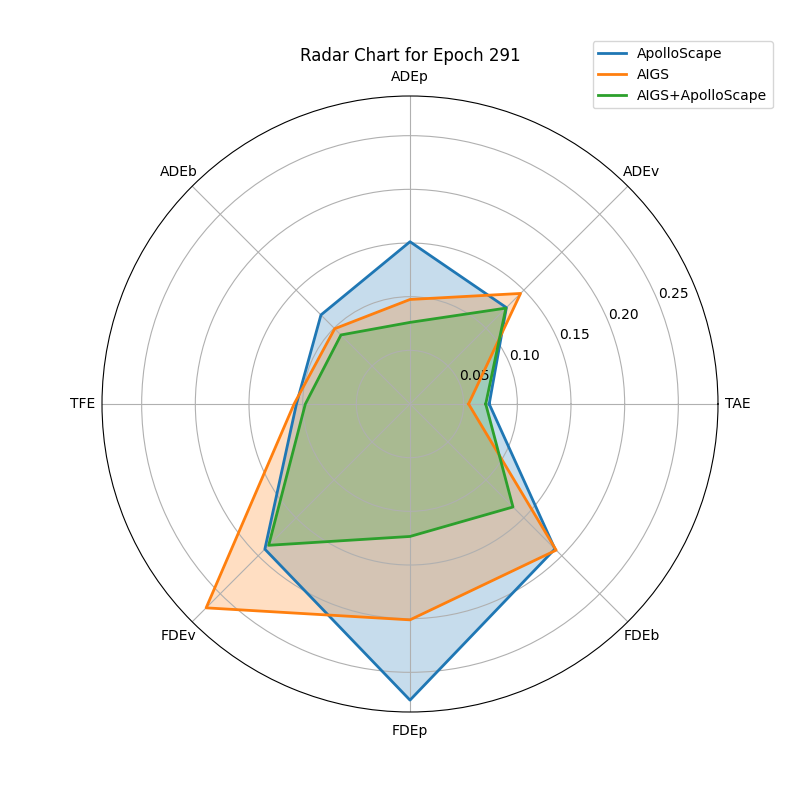 Radar Chart for Epoch 291
ApolloScape
AIGS
AIGS+ApolloScape
ADEp
ADEb
ADEv
0.25
0.20
0.15
0.10
0.05
TFE
TAE
FDEv
FDEb
FDEp